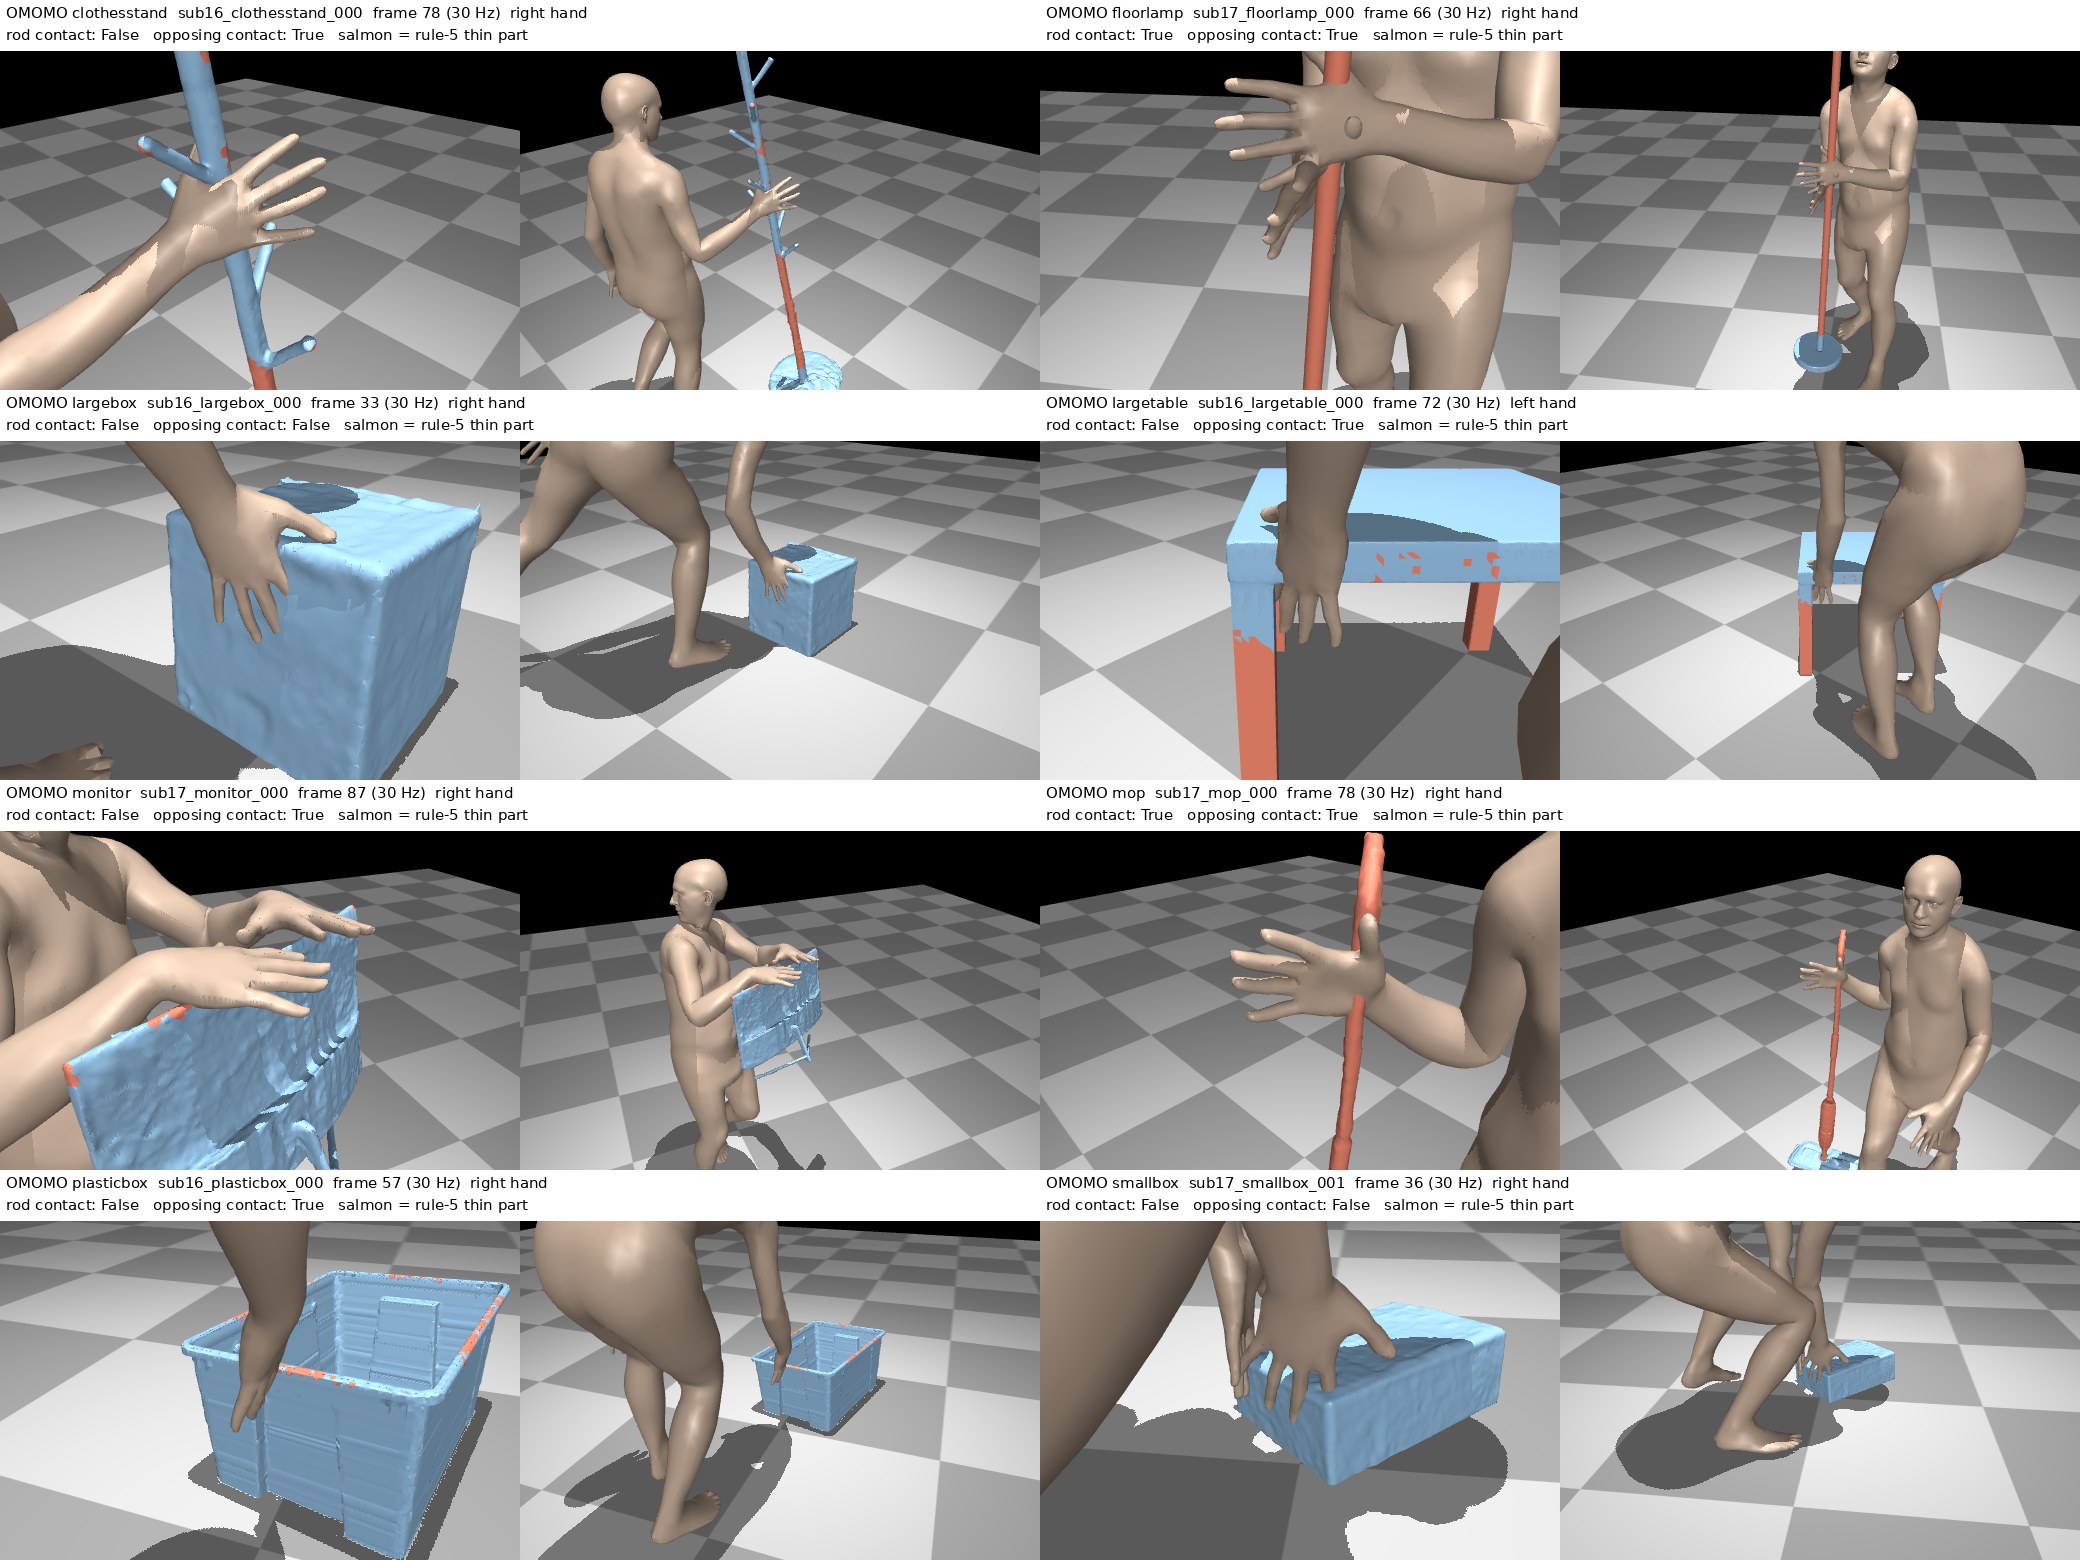 OMOMO clothesstand  sub16_clothesstand_000  frame 78 (30 Hz)  right hand
rod contact: False   opposing contact: True   salmon = rule-5 thin part
OMOMO floorlamp  sub17_floorlamp_000  frame 66 (30 Hz)  right hand
rod contact: True   opposing contact: True   salmon = rule-5 thin part
OMOMO largebox  sub16_largebox_000  frame 33 (30 Hz)  right hand
rod contact: False   opposing contact: False   salmon = rule-5 thin part
OMOMO largetable  sub16_largetable_000  frame 72 (30 Hz)  left hand
rod contact: False   opposing contact: True   salmon = rule-5 thin part
OMOMO monitor  sub17_monitor_000  frame 87 (30 Hz)  right hand
rod contact: False   opposing contact: True   salmon = rule-5 thin part
OMOMO mop  sub17_mop_000  frame 78 (30 Hz)  right hand
rod contact: True   opposing contact: True   salmon = rule-5 thin part
OMOMO plasticbox  sub16_plasticbox_000  frame 57 (30 Hz)  right hand
rod contact: False   opposing contact: True   salmon = rule-5 thin part
OMOMO smallbox  sub17_smallbox_001  frame 36 (30 Hz)  right hand
rod contact: False   opposing contact: False   salmon = rule-5 thin part